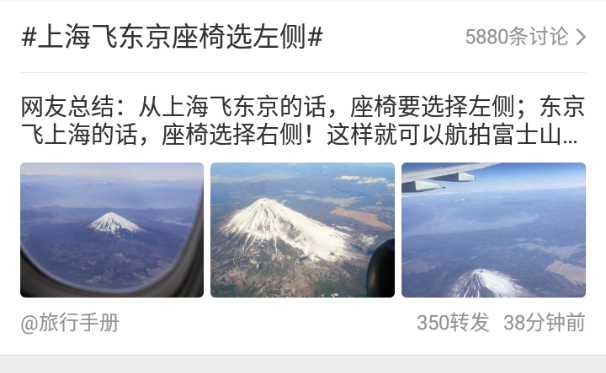 #上海飞东京座椅选左侧#
5880条讨论
网友总结：从上海飞东京的话，座椅要选择左侧；东京
飞上海的话，座椅选择右侧！这样就可以航拍富士山...
@旅行手册
350转发 38分钟前